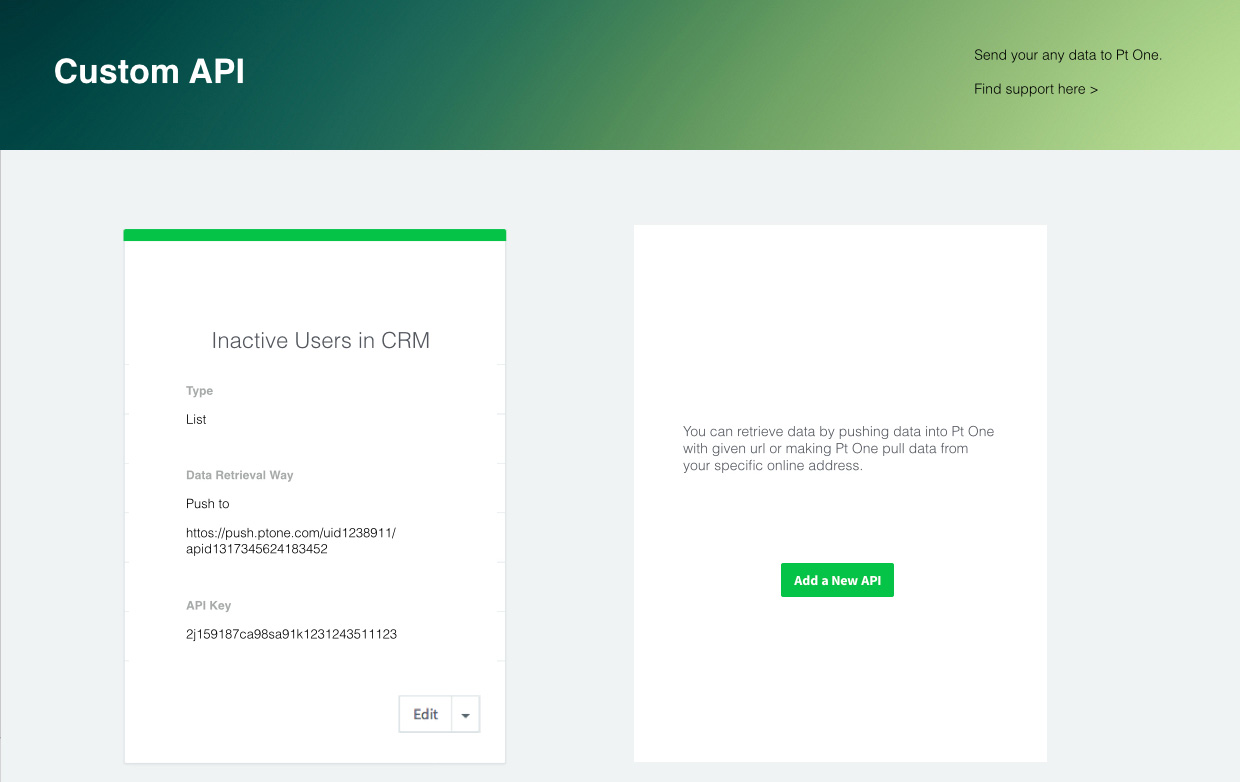 Custom API
Send your any data to Pt One.
Find support here >
Inactive Users in CRM
Type
List
Data Retrieval Way
Push to
httos://push.ptone.com/uid1238911/
apid1317345624183452
API Key
2j159187ca98sa91k1231243511123
Edit
You can retrieve data by pushing data into Pt One
with given url or making Pt One pull data from
your specific online address.
Add a New API